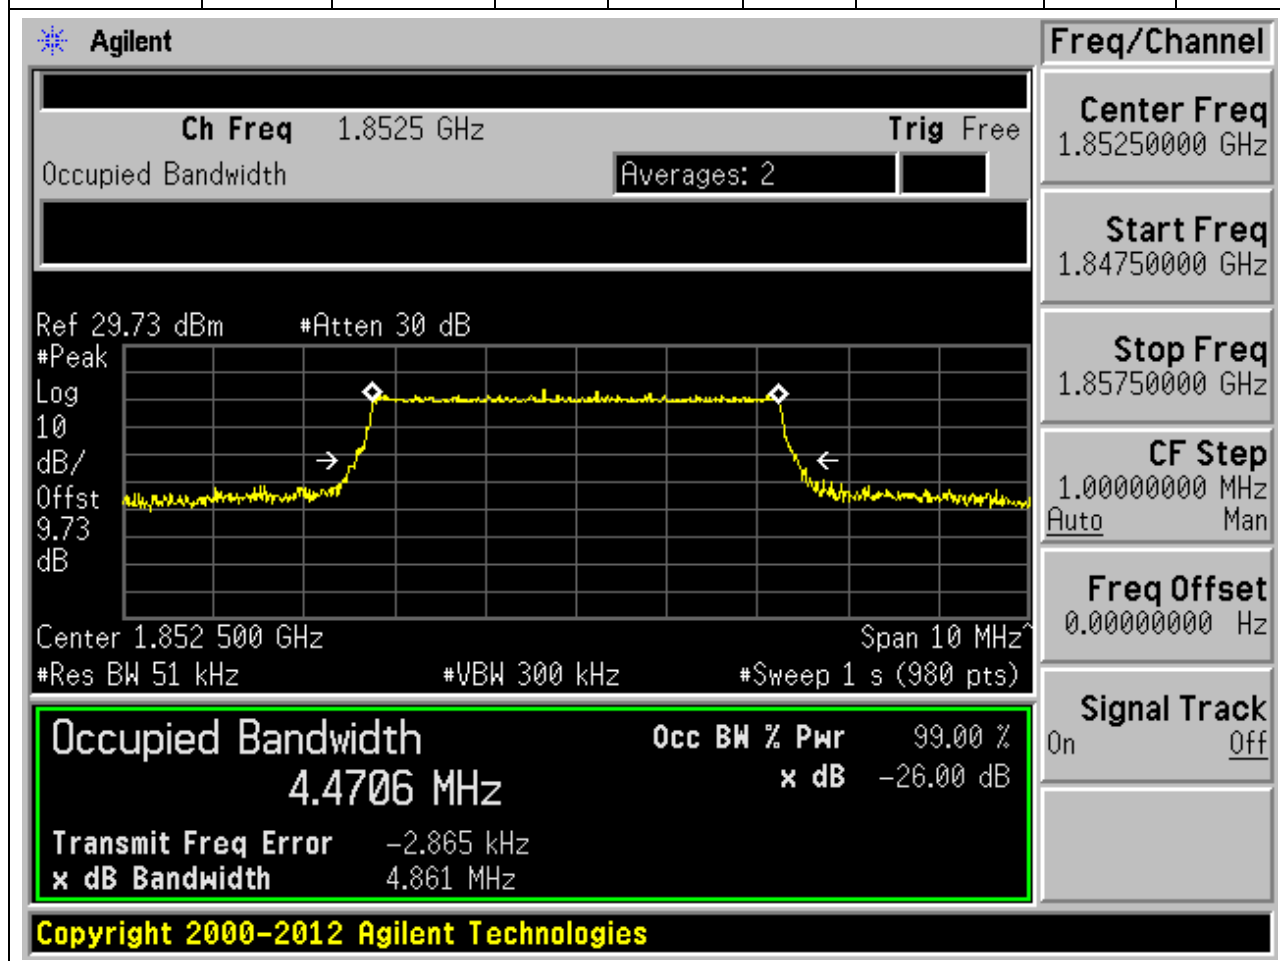 Agilent
Freq/Channel
Ch Freq 1.8525 GHz Trig Free
Occupied Bandwidth Averages: 2
Center Freq
1.85250000 GHz
Start Freq
1.84750000 GHz
Stop Freq
1.85750000 GHz
CF Step
1.00000000 MHz
Auto Man
Freq Offset
0.00000000 Hz
Signal Track
On Off
Ref 29.73 dBm #Atten 30 dB
#Peak
Log
10
dB/
Offst
9.73
dB
Center 1.852 500 GHz Span 10 MHz^
#Res BW 51 kHz #VBW 300 kHz #Sweep 1 s (980 pts)
Occupied Bandwidth Occ BW % Pwr 99.00 %
4.4706 MHz x dB -26.00 dB
Transmit Freq Error -2.865 kHz
x dB Bandwidth 4.861 MHz
Copyright 2000-2012 Agilent Technologies